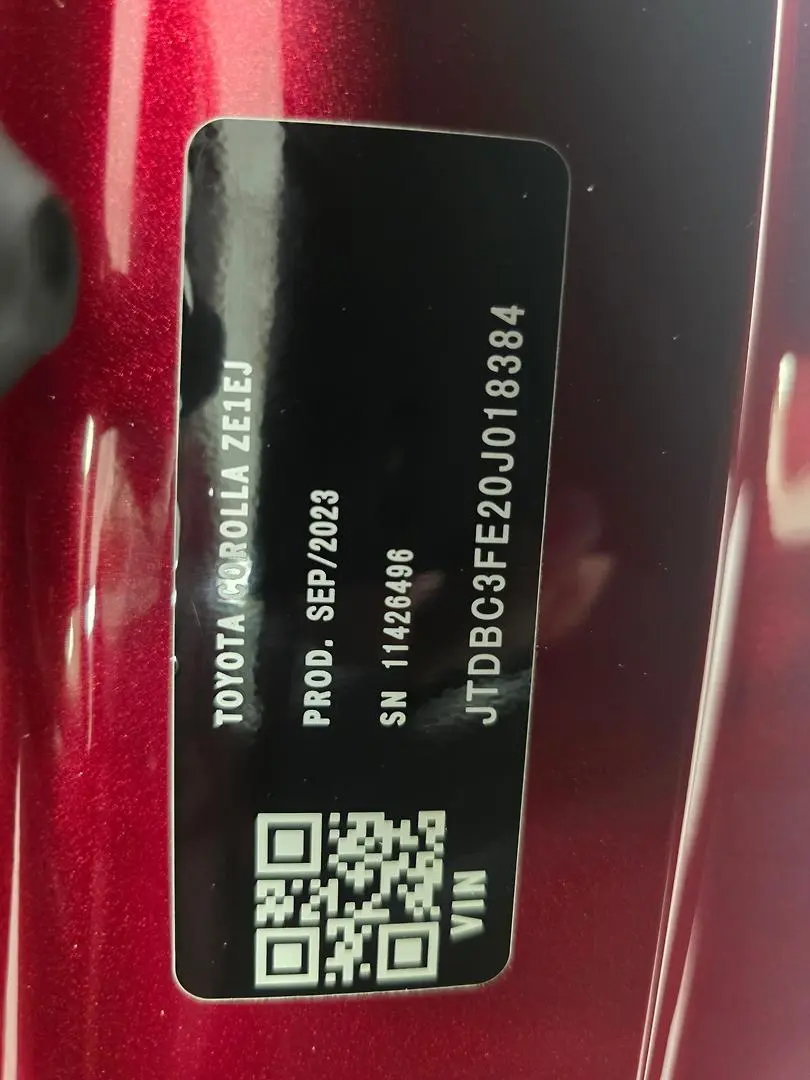 TOYOTA COROLLA ZE1EJ
PROD. SEP/2023
SN 11426496
JTDBC3FE20J018384
VIN